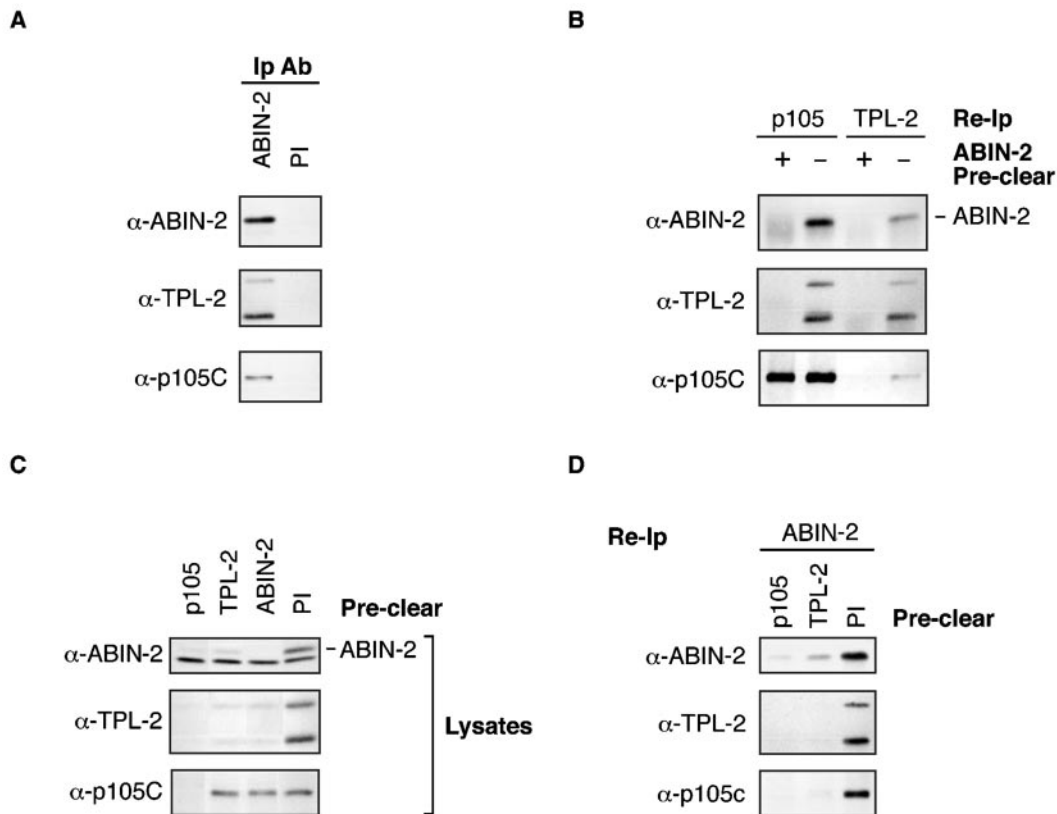 A
Ip Ab
ABIN-2
PI
α-ABIN-2
α-TPL-2
α-p105C
B
p105 TPL-2 Re-Ip
+ – + – ABIN-2
Pre-clear
α-ABIN-2 – ABIN-2
α-TPL-2
α-p105C
C
p105
TPL-2
ABIN-2
PI
Pre-clear
α-ABIN-2 –ABIN-2
α-TPL-2
Lysates
α-p105C
D
Re-Ip ABIN-2
p105
TPL-2
PI
Pre-clear
α-ABIN-2
α-TPL-2
α-p105c